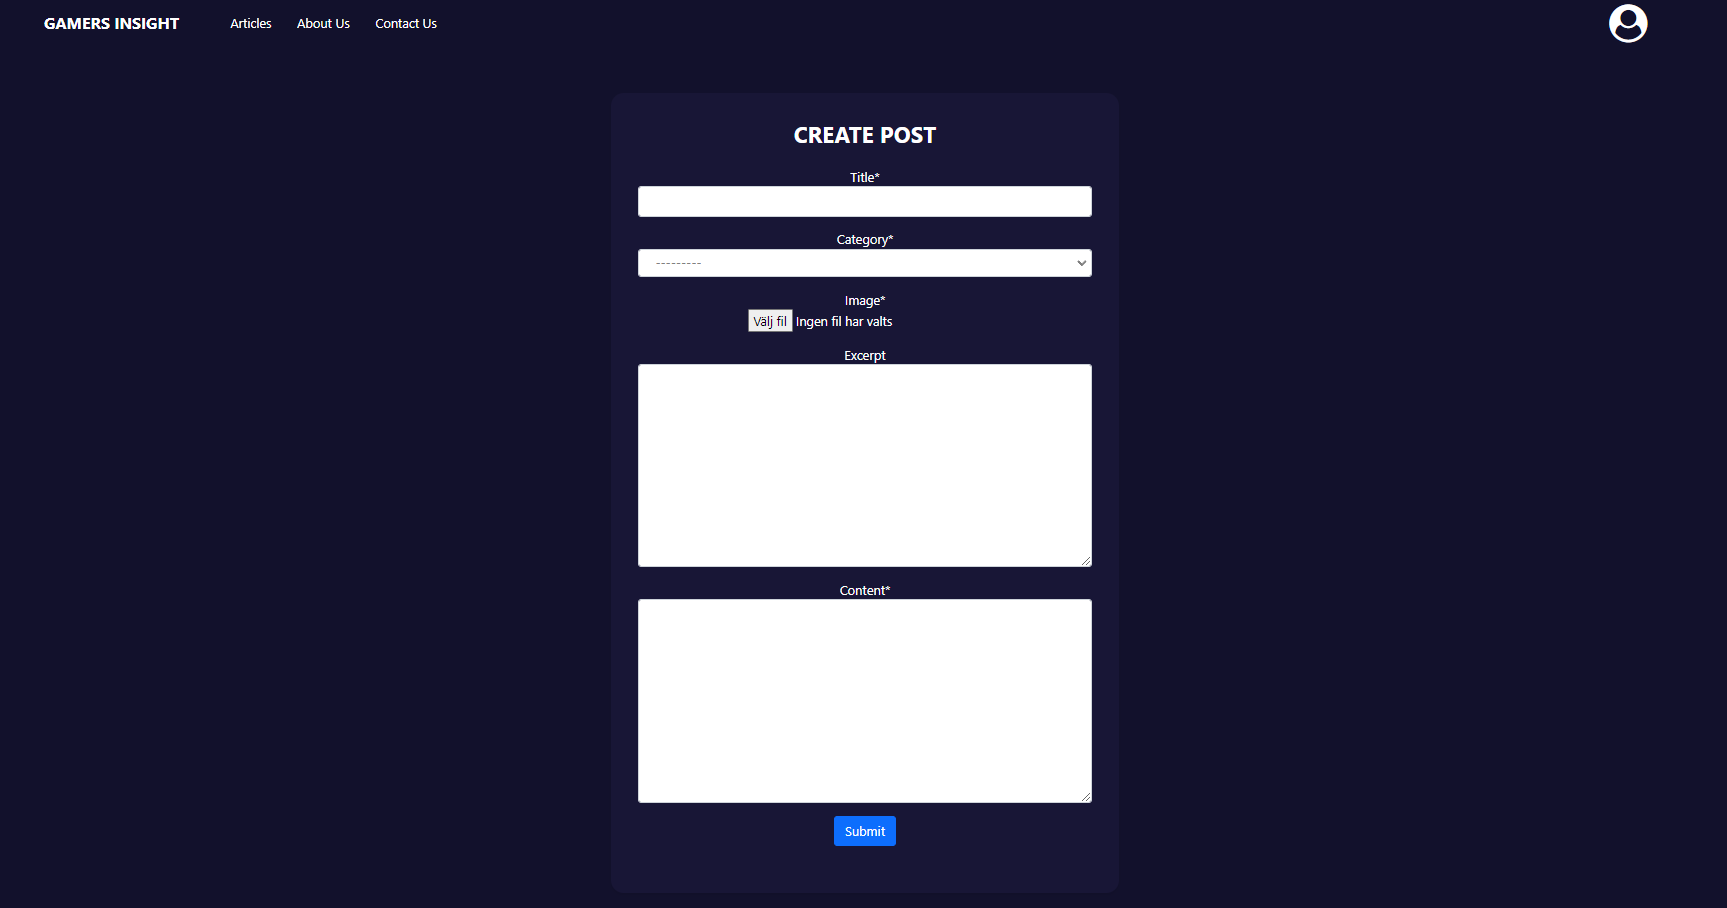 GAMERS INSIGHT Articles About Us Contact Us
CREATE POST
Title*
Category*
---------
Image*
Välj fil Ingen fil har valts
Excerpt
Content*
Submit